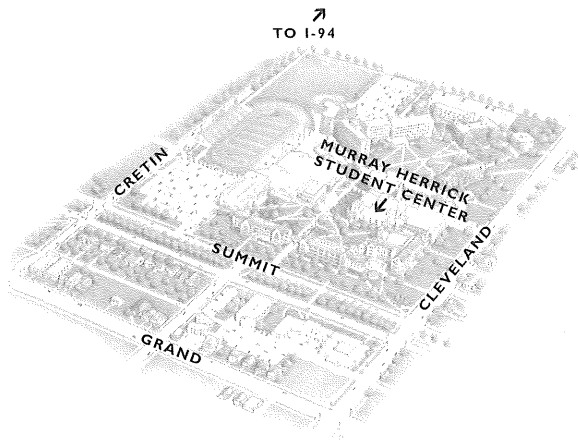 TO I-94
MURRAY HERRICK
STUDENT CENTER
CRETIN
SUMMIT
CLEVELAND
GRAND